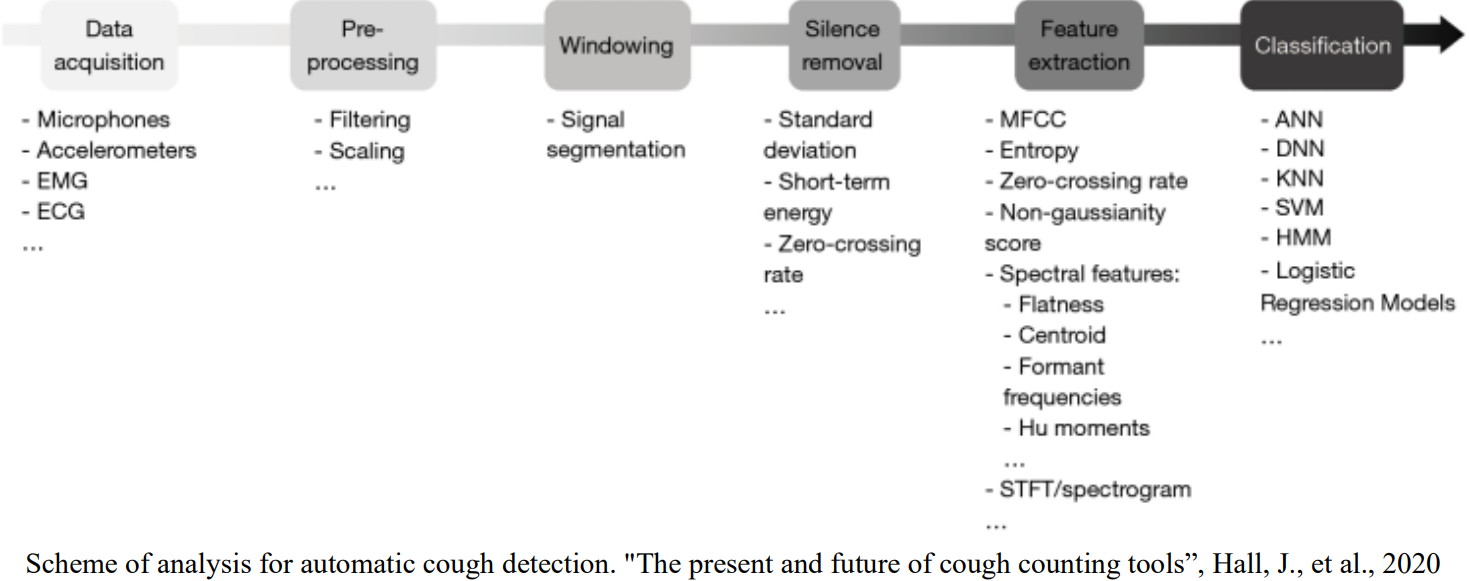 Data
acquisition
- Microphones
- Accelerometers
- EMG
- ECG
...
Pre-
processing
- Filtering
- Scaling
...
Windowing
- Signal
segmentation
Silence
removal
- Standard
deviation
- Short-term
energy
- Zero-crossing
rate
...
Feature
extraction
- MFCC
- Entropy
- Zero-crossing rate
- Non-gaussianity
score
- Spectral features:
- Flatness
- Centroid
- Formant
frequencies
- Hu moments
...
- STFT/spectrogram
...
Classification
- ANN
- DNN
- KNN
- SVM
- HMM
- Logistic
Regression Models
...
Scheme of analysis for automatic cough detection. "The present and future of cough counting tools”, Hall, J., et al., 2020